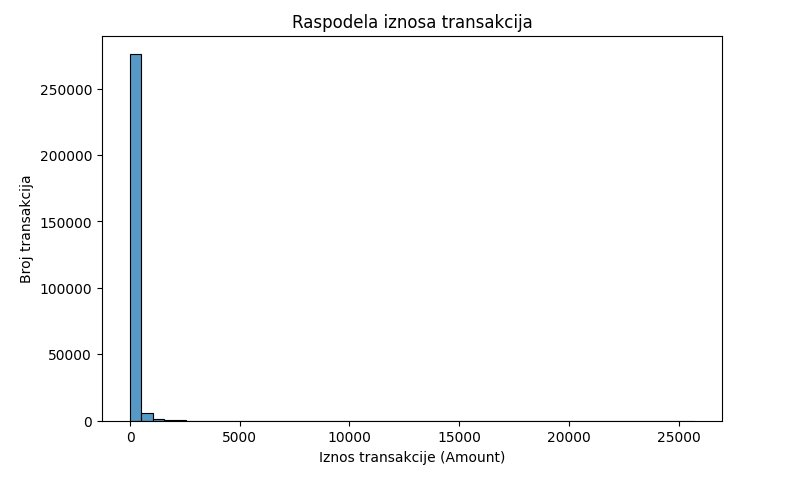 Raspodela iznosa transakcija
Broj transakcija
250000
200000
150000
100000
50000
0
0 5000 10000 15000 20000 25000
Iznos transakcije (Amount)